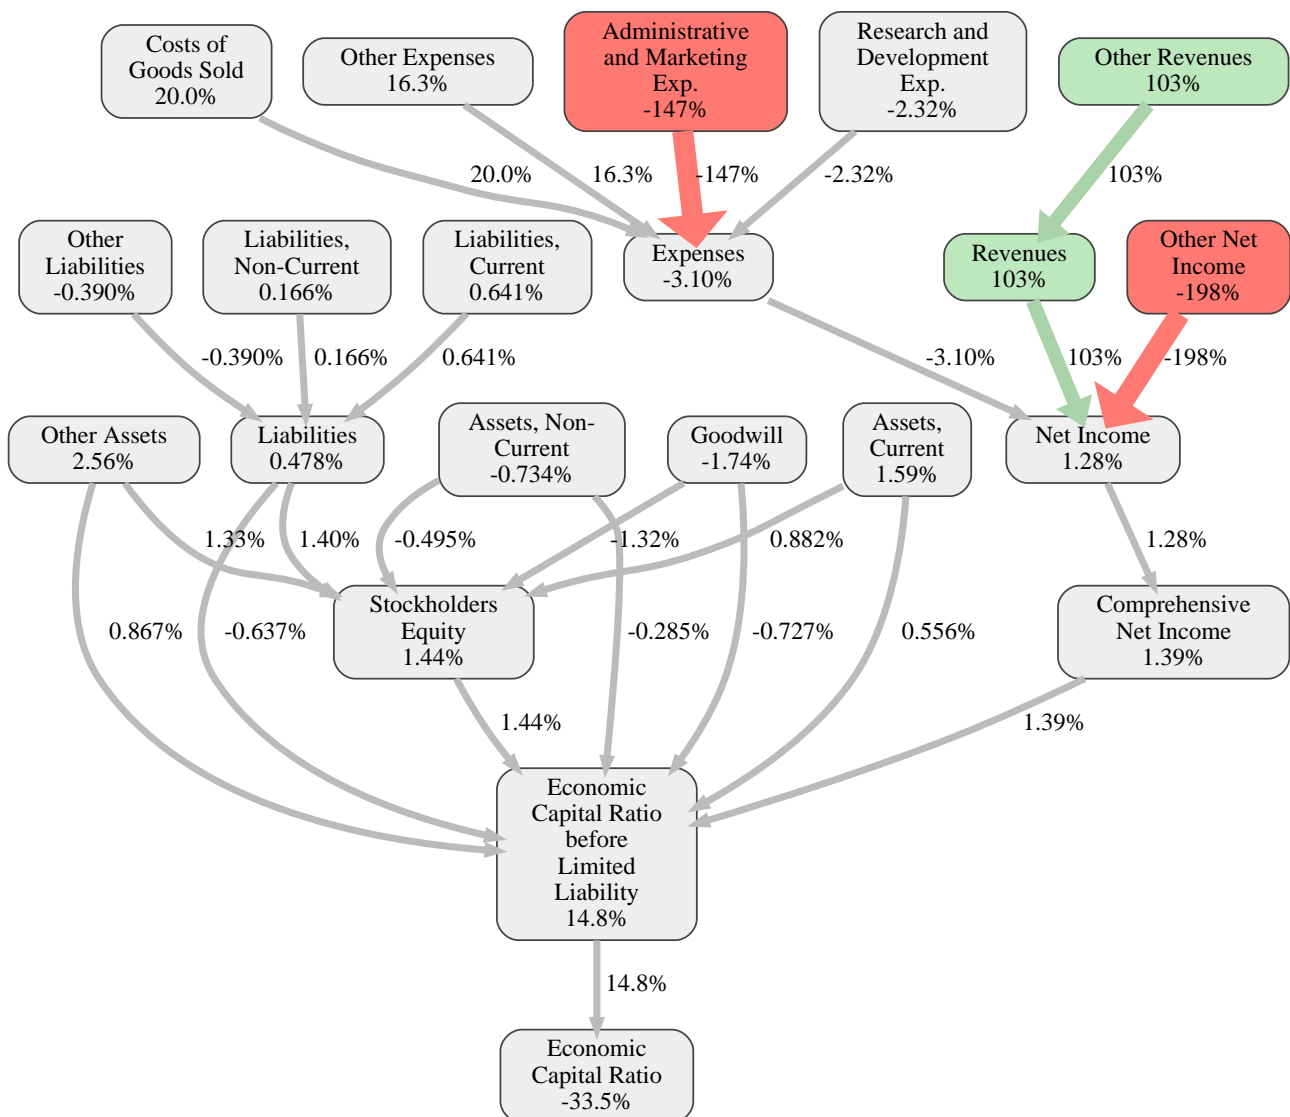 Costs of
Goods Sold
20.0%
Other Expenses
16.3%
Administrative
and Marketing
Exp.
-147%
Research and
Development
Exp.
-2.32%
Other Revenues
103%
20.0%
16.3%
-147%
-2.32%
103%
Other
Liabilities
-0.390%
Liabilities,
Non-Current
0.166%
Liabilities,
Current
0.641%
Expenses
-3.10%
Revenues
103%
Other Net
Income
-198%
-0.390%
0.166%
0.641%
-3.10%
103%
-198%
Other Assets
2.56%
Liabilities
0.478%
Assets, Non-
Current
-0.734%
Goodwill
-1.74%
Assets,
Current
1.59%
Net Income
1.28%
1.33%
1.40%
-0.495%
-1.32%
0.882%
1.28%
0.867%
-0.637%
Stockholders
Equity
1.44%
-0.285%
-0.727%
0.556%
Comprehensive
Net Income
1.39%
1.44%
1.39%
Economic
Capital Ratio
before
Limited
Liability
14.8%
14.8%
Economic
Capital Ratio
-33.5%